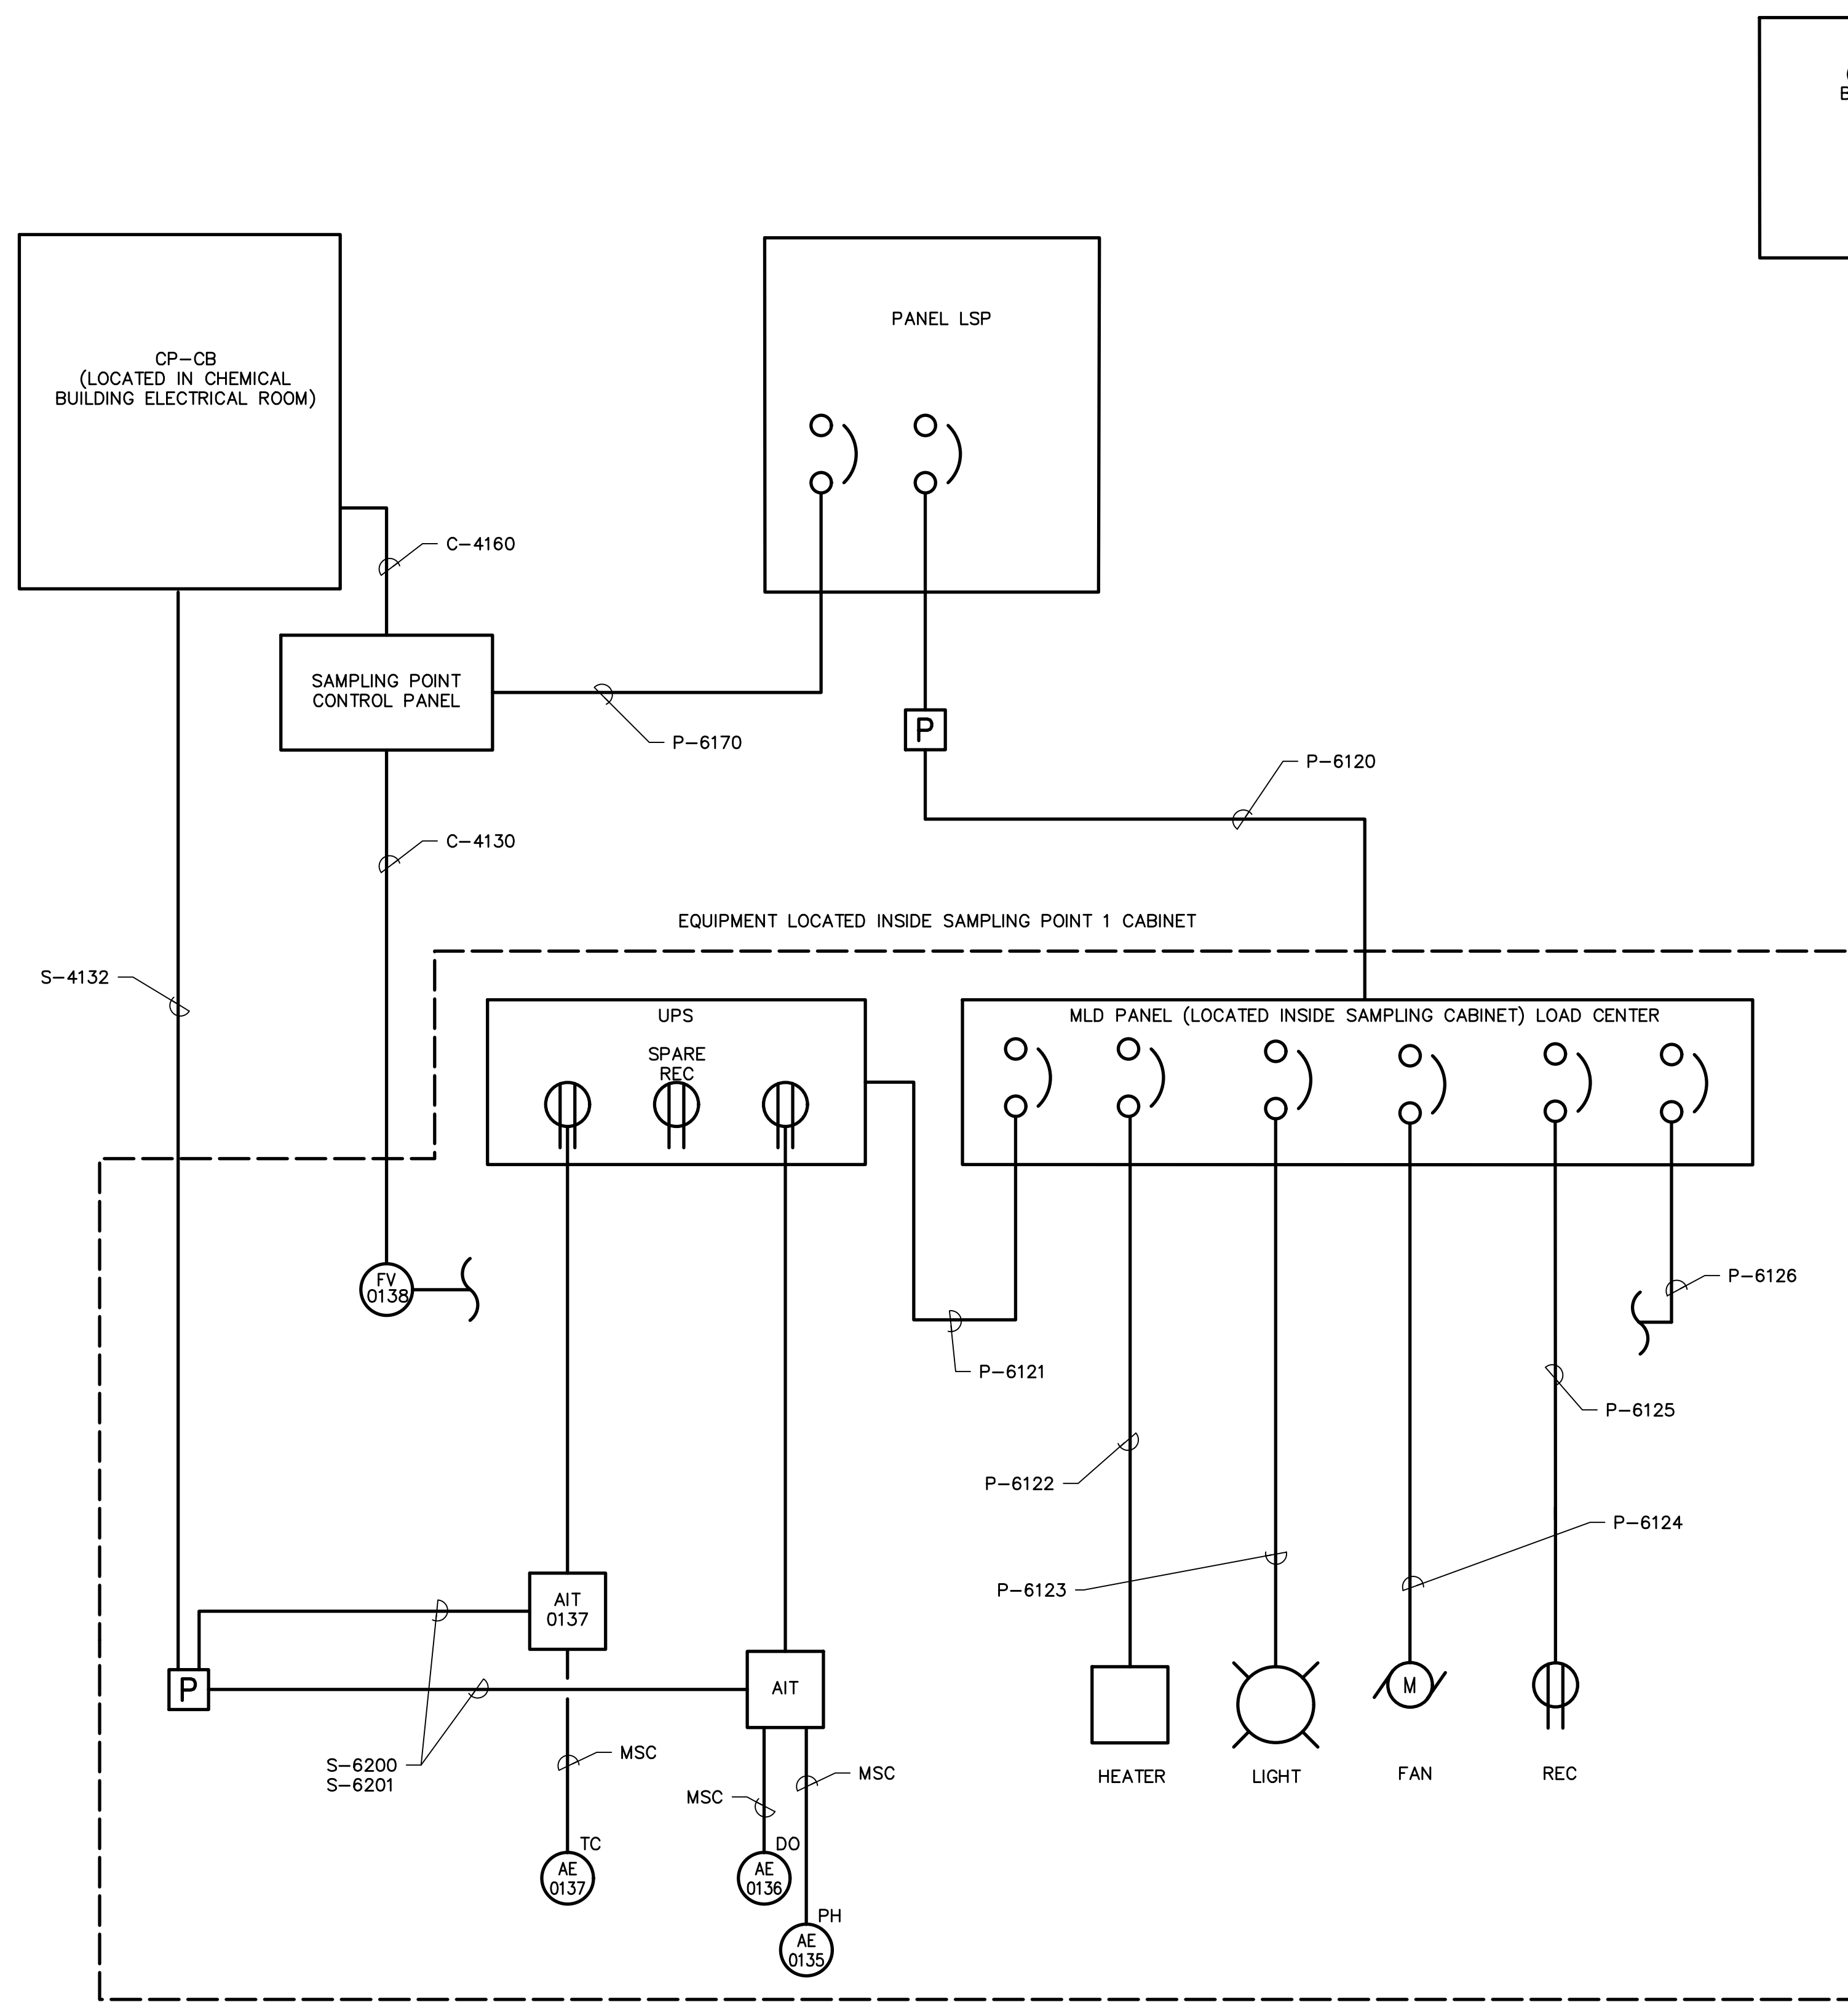 B
CP-CB
(LOCATED IN CHEMICAL
BUILDING ELECTRICAL ROOM)
PANEL LSP
C-4160
SAMPLING POINT
CONTROL PANEL
P-6170
P
P-6120
C-4130
EQUIPMENT LOCATED INSIDE SAMPLING POINT 1 CABINET
S-4132
UPS
SPARE
REC
MLD PANEL (LOCATED INSIDE SAMPLING CABINET) LOAD CENTER
FV
0138
P-6126
P-6121
P-6125
P-6122
P-6124
P-6123
AIT
0137
P
AIT
S-6200
S-6201
MSC
MSC
MSC
HEATER
LIGHT
M
FAN
REC
TC
AE
0137
DO
AE
0136
PH
AE
0135